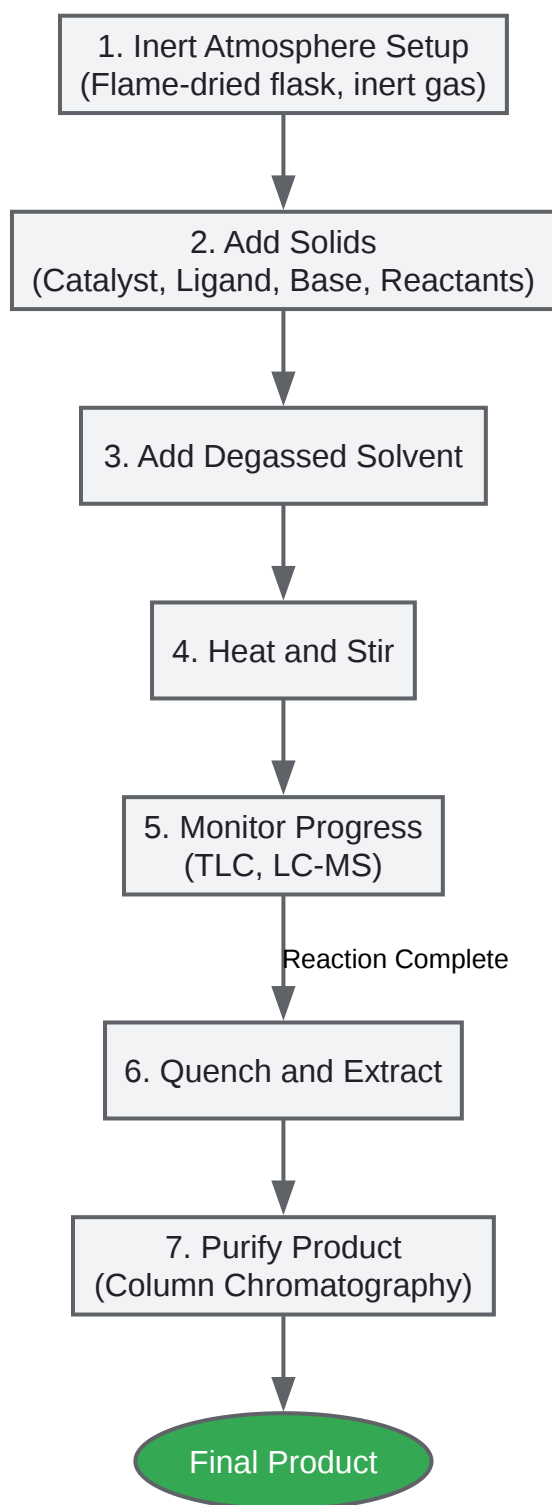 1. Inert Atmosphere Setup
(Flame-dried flask, inert gas)
2. Add Solids
(Catalyst, Ligand, Base, Reactants)
3. Add Degassed Solvent
4. Heat and Stir
5. Monitor Progress
(TLC, LC-MS)
Reaction Complete
6. Quench and Extract
7. Purify Product
(Column Chromatography)
Final Product